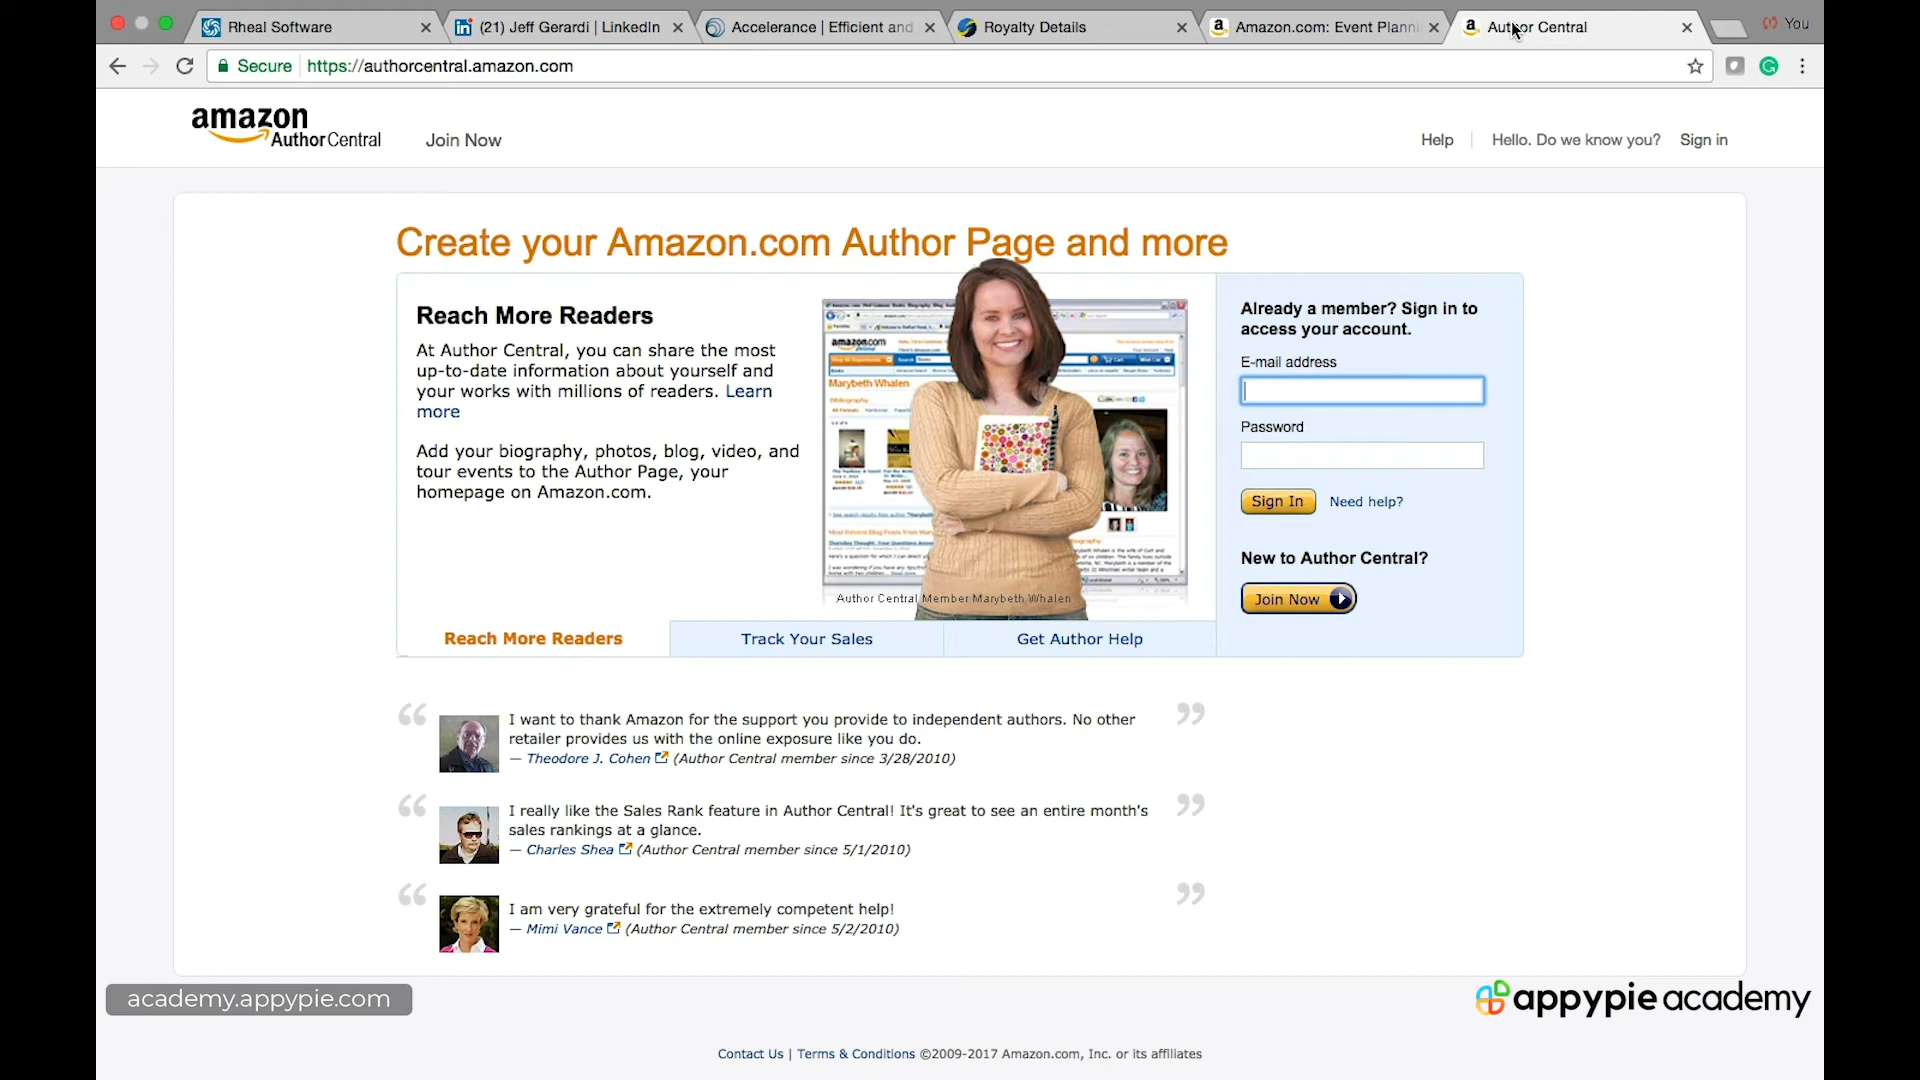 Rheal Software
(21) Jeff Gerardi | LinkedIn
Accelerance | Efficient and
Royalty Details
Amazon.com: Event Planni
Author Central
You
Secure
https://authorcentral.amazon.com
amazon
AuthorCentral
Join Now
Help
Hello. Do we know you?
Sign in
Create your Amazon.com Author Page and more
Reach More Readers
At Author Central, you can share the most
up-to-date information about yourself and
your works with millions of readers. Learn
more
Add your biography, photos, blog, video, and
tour events to the Author Page, your
homepage on Amazon.com.
amazon.com
Marybeth Whalen
Bibliography
Author Central Member Marybeth Whalen
Already a member? Sign in to
access your account.
E-mail address
Password
Sign In
Need help?
New to Author Central?
Join Now
Reach More Readers
Track Your Sales
Get Author Help
“ I want to thank Amazon for the support you provide to independent authors. No other ”
retailer provides us with the online exposure like you do.
— Theodore J. Cohen (Author Central member since 3/28/2010)
“ I really like the Sales Rank feature in Author Central! It's great to see an entire month's ”
sales rankings at a glance.
— Charles Shea (Author Central member since 5/1/2010)
“ I am very grateful for the extremely competent help! ”
— Mimi Vance (Author Central member since 5/2/2010)
academy.appypie.com
appypie academy
Contact Us | Terms & Conditions ©2009-2017 Amazon.com, Inc. or its affiliates